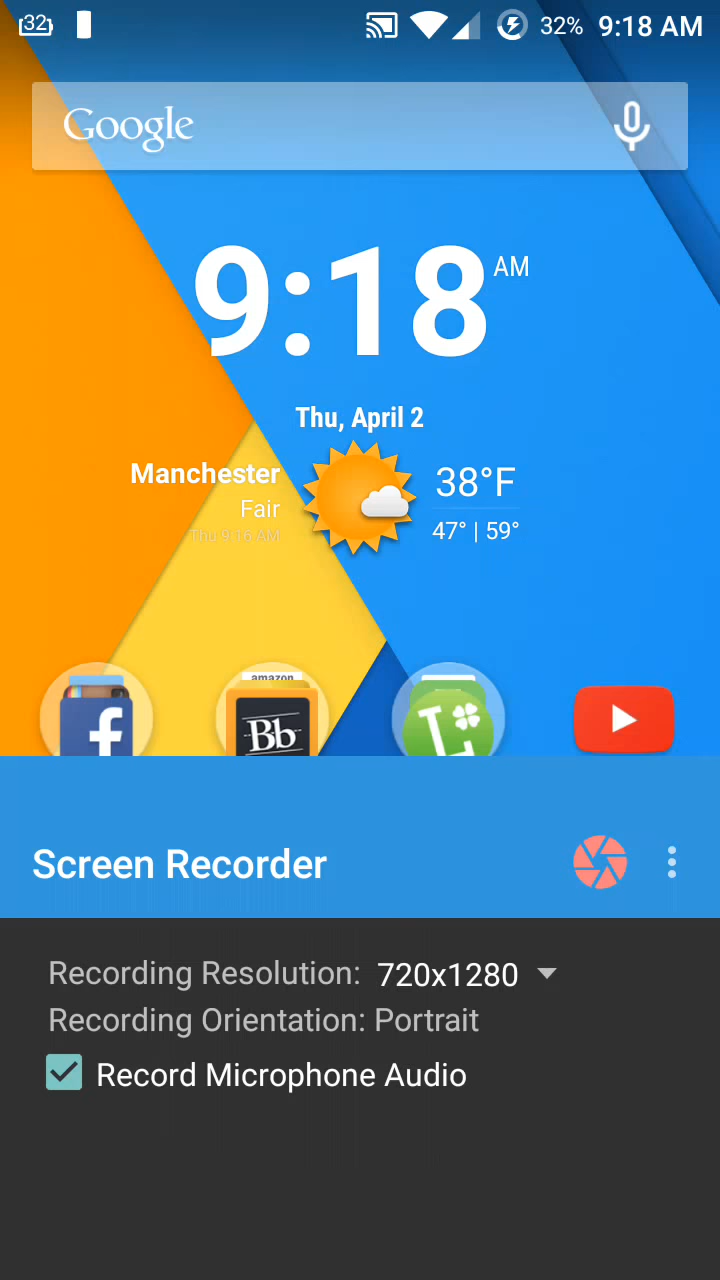 32
32%
9:18 AM
Google
9:18 AM
Thu, April 2
Manchester
Fair
Thu 9:16 AM
38°F
47° | 59°
amazon
f
Bb
L
Screen Recorder
Recording Resolution: 720x1280
Recording Orientation: Portrait
Record Microphone Audio